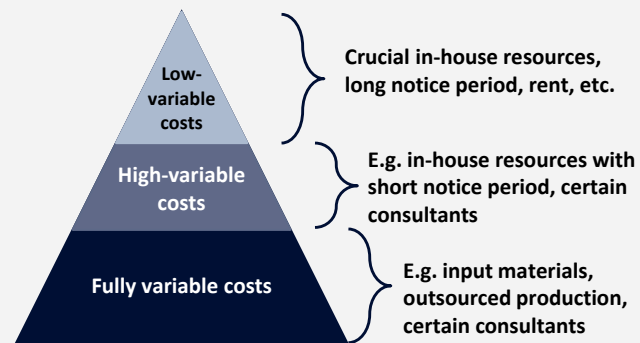 Low-
variable
costs
Crucial in-house resources,
long notice period, rent, etc.
High-variable
costs
E.g. in-house resources with
short notice period, certain
consultants
Fully variable costs
E.g. input materials,
outsourced production,
certain consultants